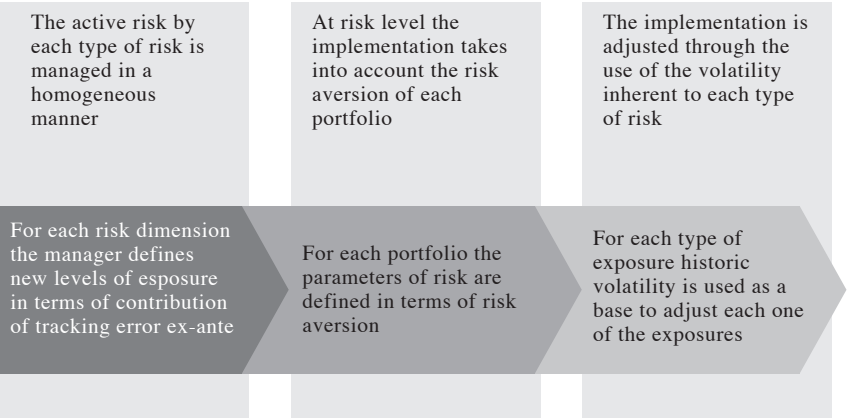 The active risk by
each type of risk is
managed in a
homogeneous
manner
At risk level the
implementation takes
into account the risk
aversion of each
portfolio
The implementation is
adjusted through the
use of the volatility
inherent to each type
of risk
For each risk dimension
the manager defines
new levels of esposure
in terms of contribution
of tracking error ex-ante
For each portfolio the
parameters of risk are
defined in terms of risk
aversion
For each type of
exposure historic
volatility is used as a
base to adjust each one
of the exposures